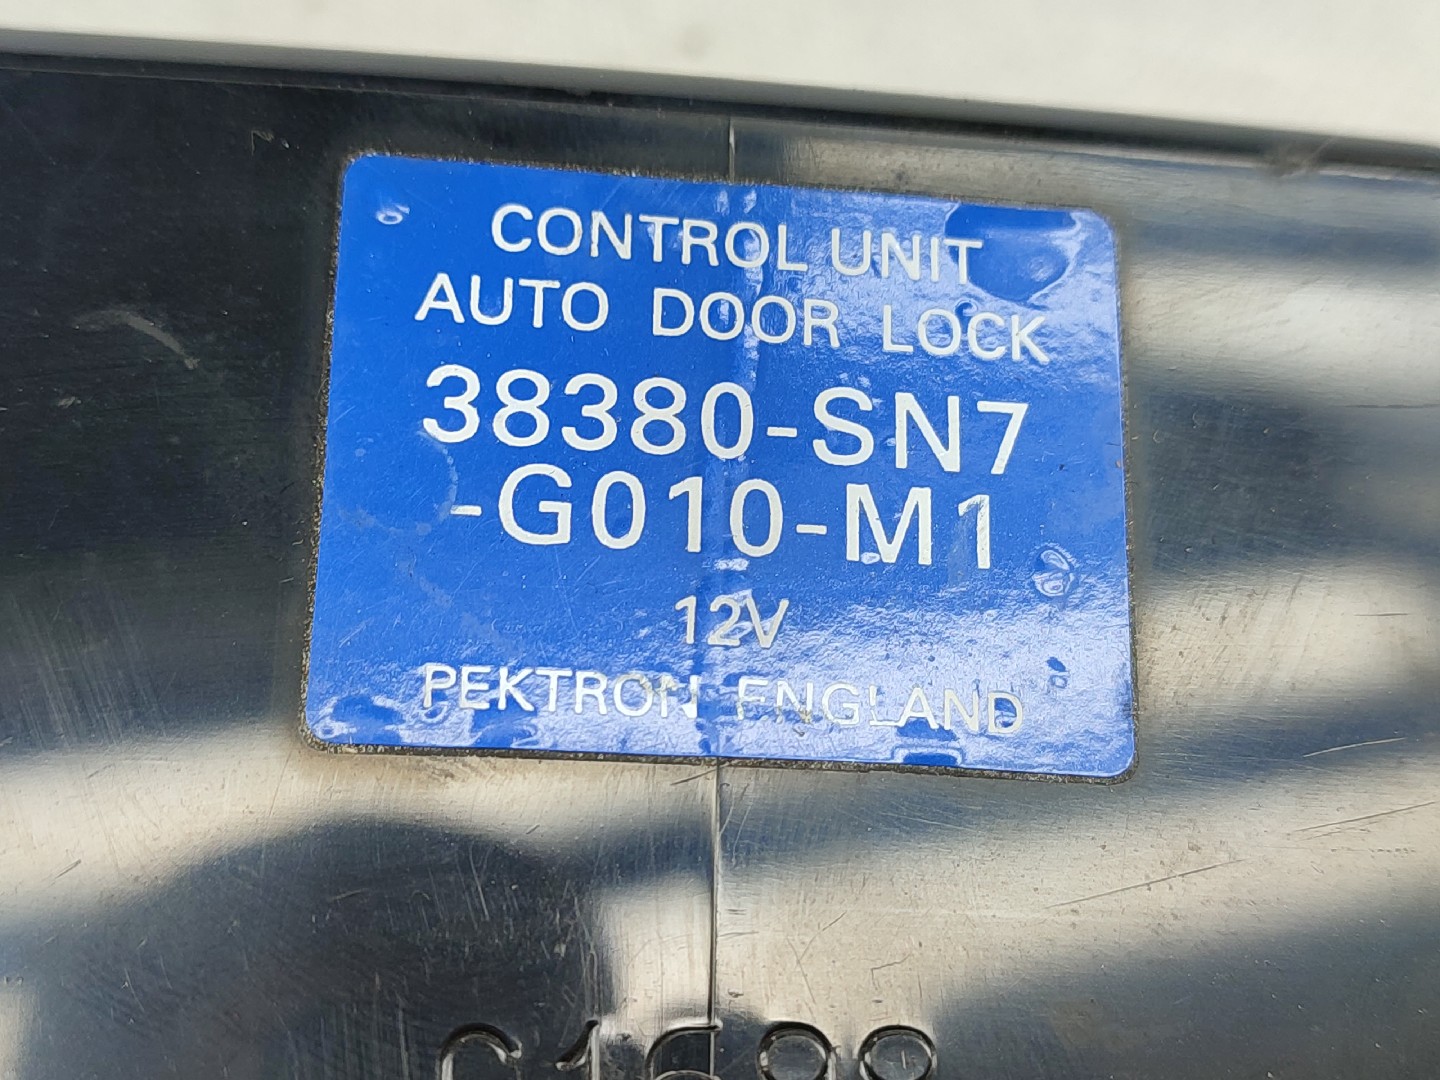 CONTROL UNIT
AUTO DOOR LOCK
38380-SN7
-G010-M1
12V
PEKTRON ENGLAND